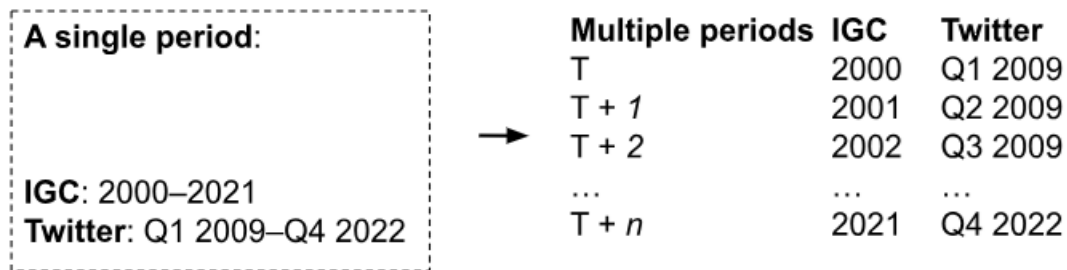 A single period:
IGC: 2000–2021
Twitter: Q1 2009–Q4 2022
Multiple periods IGC Twitter
T 2000 Q1 2009
T + 1 2001 Q2 2009
T + 2 2002 Q3 2009
… … …
T + n 2021 Q4 2022